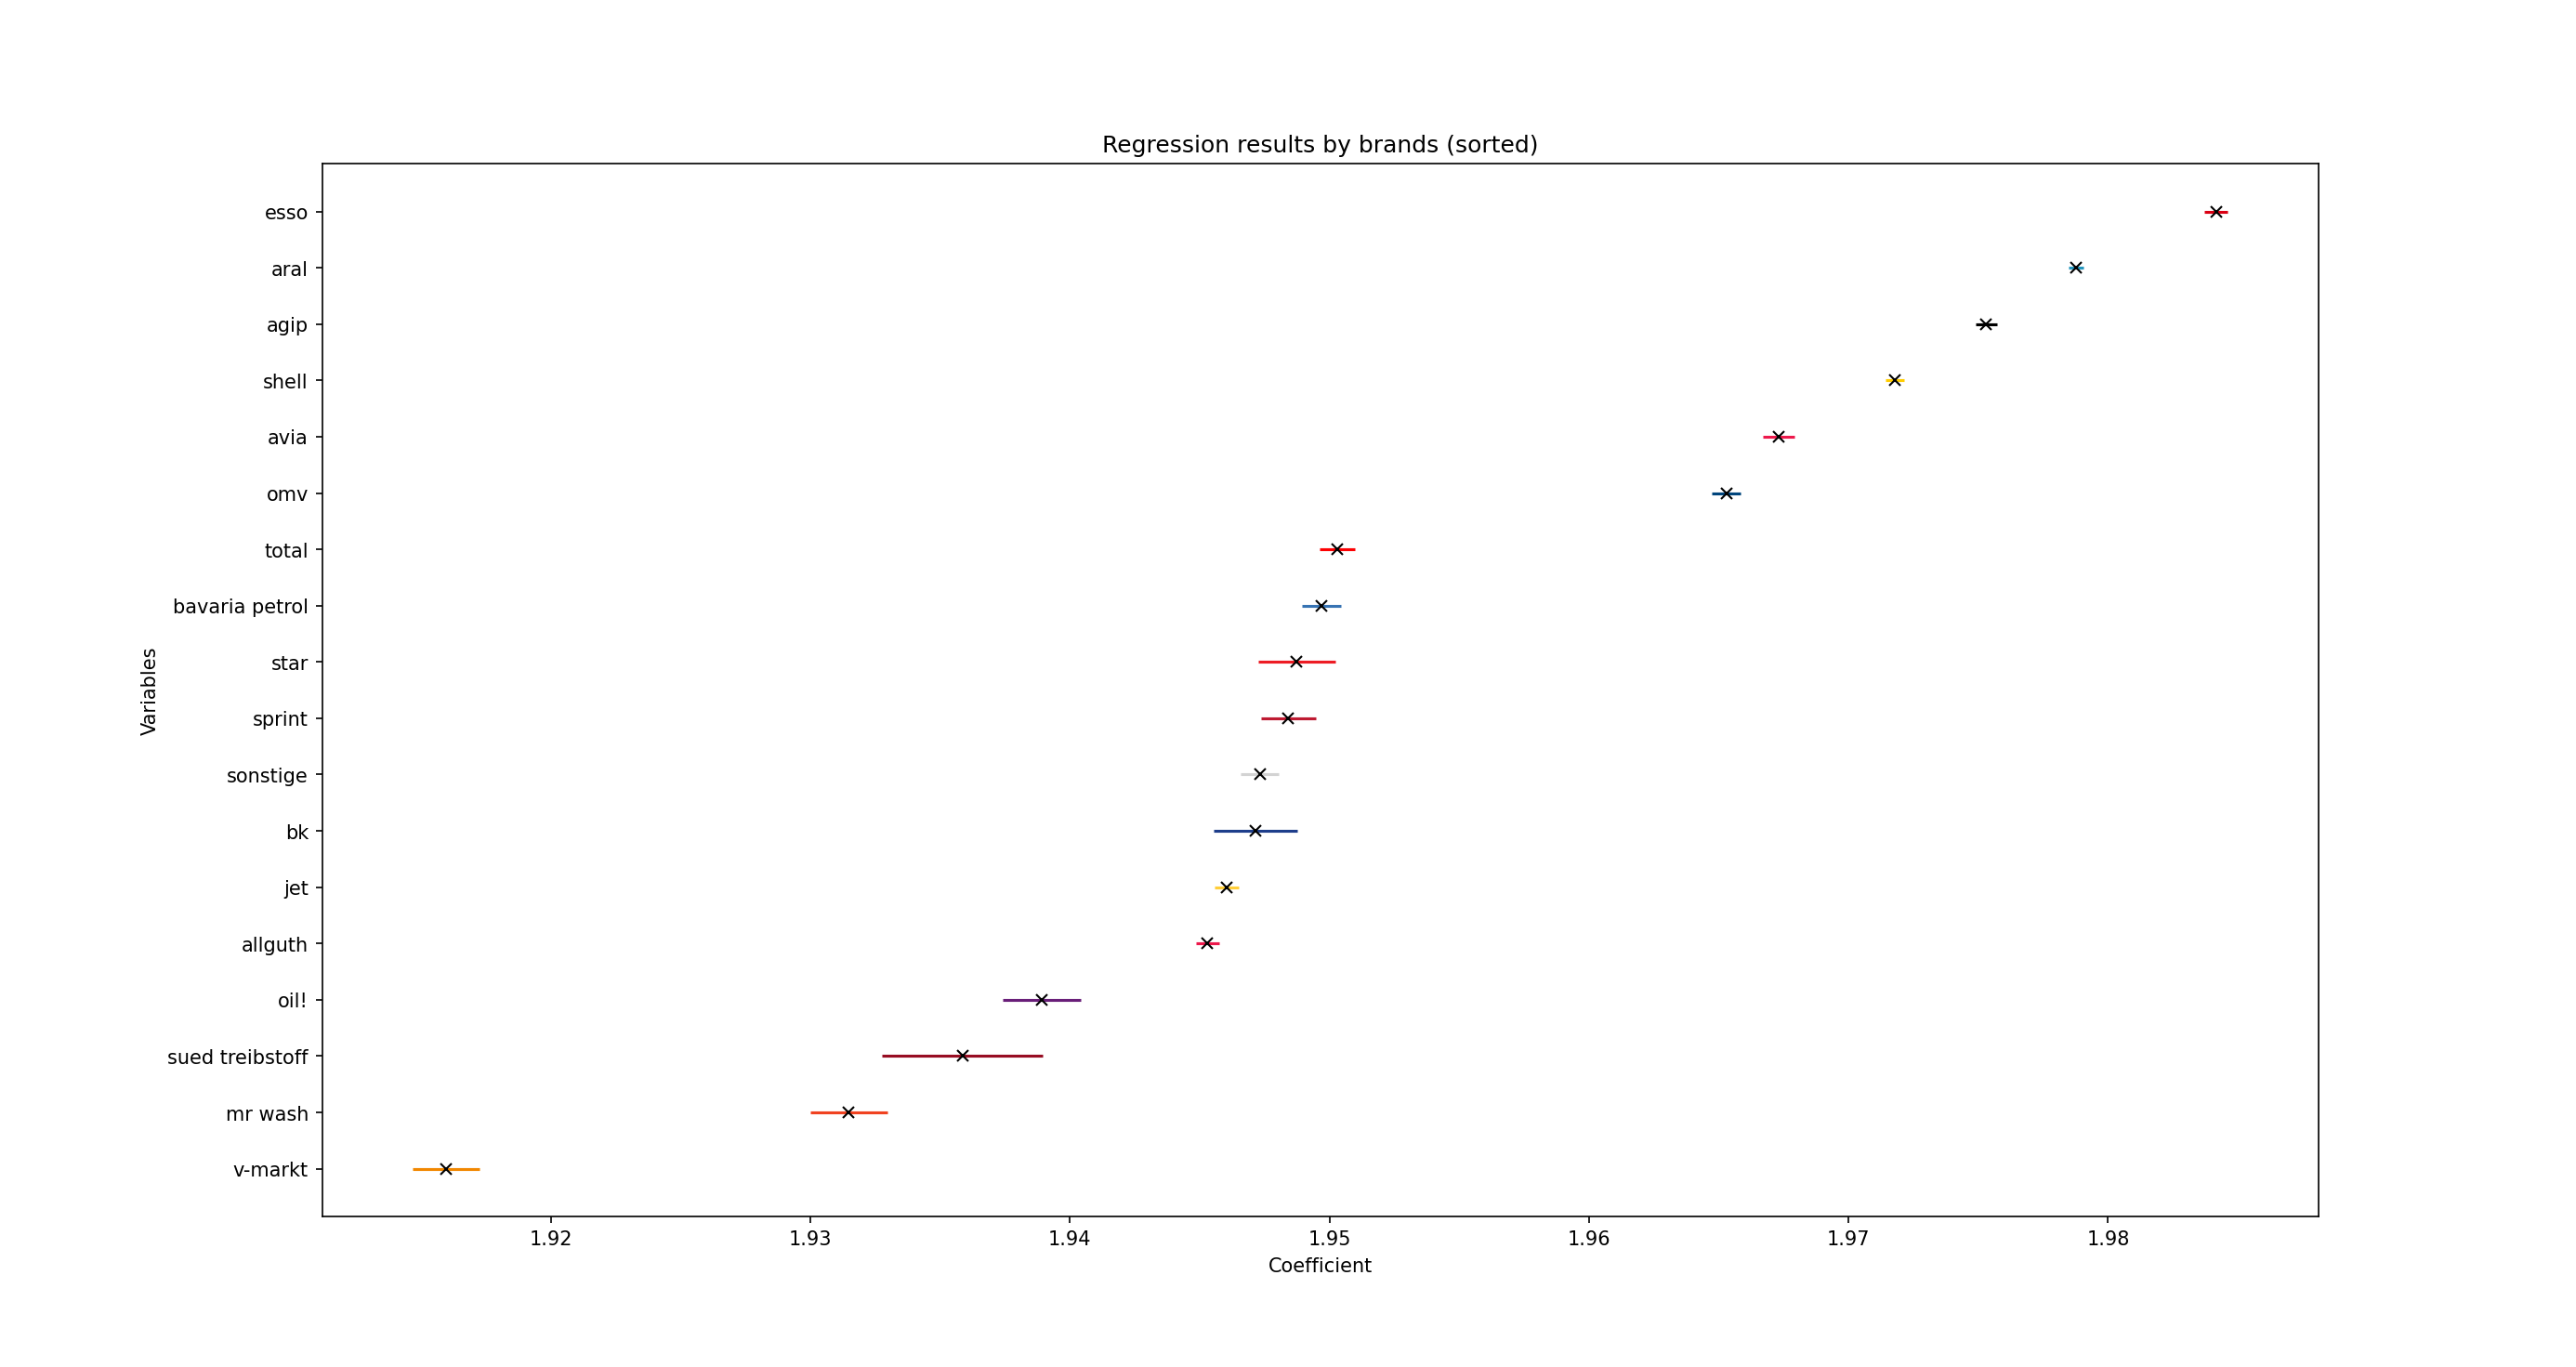 Regression results by brands (sorted)
esso
aral
agip
shell
avia
omv
total
bavaria petrol
star
sprint
sonstige
bk
jet
allguth
oil!
sued treibstoff
mr wash
v-markt
Variables
1.92 1.93 1.94 1.95 1.96 1.97 1.98
Coefficient